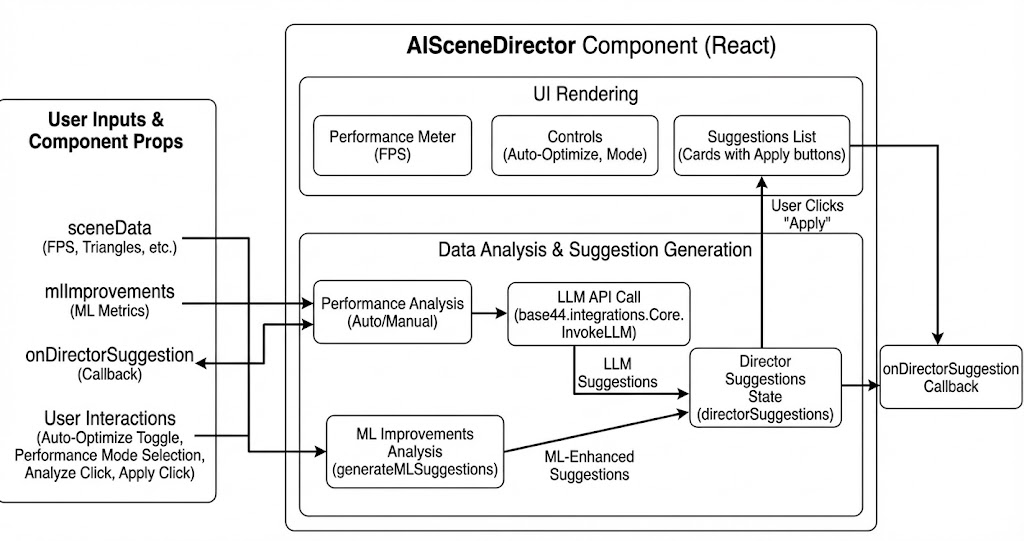 AISceneDirector Component (React)
UI Rendering
Performance Meter
(FPS)
Controls
(Auto-Optimize, Mode)
Suggestions List
(Cards with Apply buttons)
User Inputs &
Component Props
sceneData
(FPS, Triangles, etc.)
mlImprovements
(ML Metrics)
onDirectorSuggestion
(Callback)
User Interactions
(Auto-Optimize Toggle,
Performance Mode Selection,
Analyze Click, Apply Click)
User Clicks
"Apply"
Data Analysis & Suggestion Generation
Performance Analysis
(Auto/Manual)
LLM API Call
(base44.integrations.Core.
InvokeLLM)
LLM
Suggestions
Director
Suggestions
State
(directorSuggestions)
ML Improvements
Analysis
(generateMLSuggestions)
ML-Enhanced
Suggestions
onDirectorSuggestion
Callback